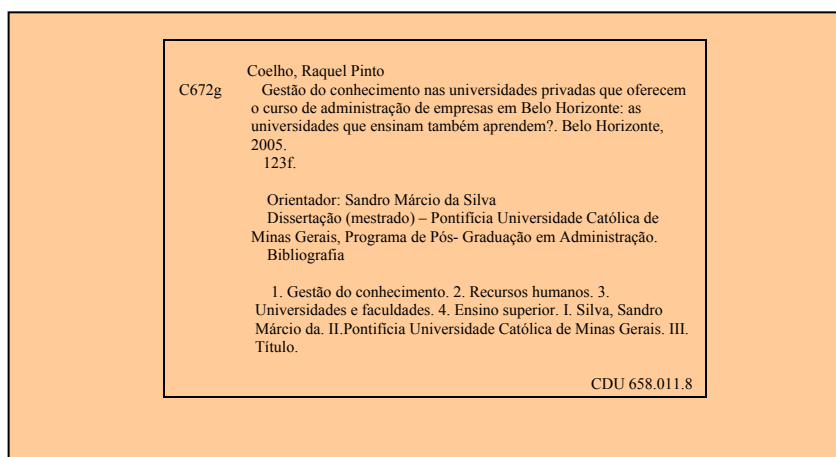 Coelho, Raquel Pinto
C672g Gestão do conhecimento nas universidades privadas que oferecem
o curso de administração de empresas em Belo Horizonte: as
universidades que ensinam também aprendem?. Belo Horizonte,
2005.
123f.
Orientador: Sandro Márcio da Silva
Dissertação (mestrado) – Pontifícia Universidade Católica de
Minas Gerais, Programa de Pós- Graduação em Administração.
Bibliografia
1. Gestão do conhecimento. 2. Recursos humanos. 3.
Universidades e faculdades. 4. Ensino superior. I. Silva, Sandro
Márcio da. II.Pontifícia Universidade Católica de Minas Gerais. III.
Título.
CDU 658.011.8